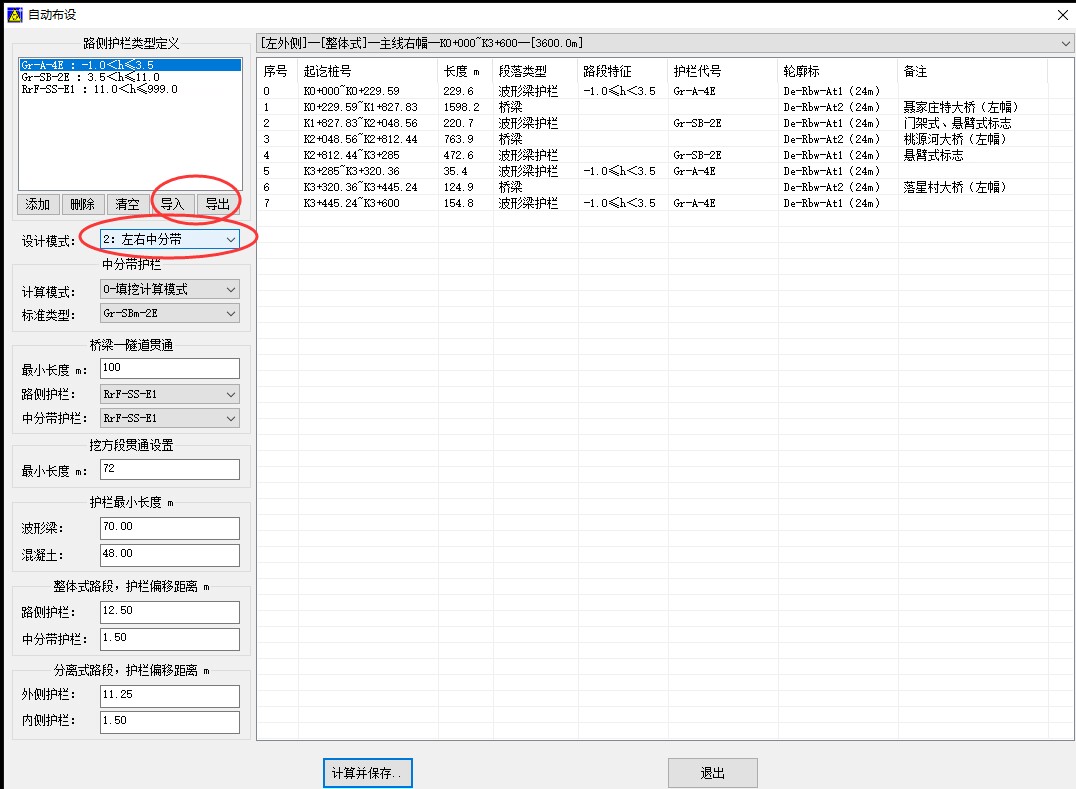 自动布设
路侧护栏类型定义
Gr-A-4E : -1.0<h≤3.5
Gr-SB-2E : 3.5<h≤11.0
RrF-SS-E1 : 11.0<h≤999.0
添加 删除 清空 导入 导出
设计模式: 2: 左右中分带
中分带护栏
计算模式: 0-填挖计算模式
标准类型: Gr-SBm-2E
桥梁—隧道贯通
最小长度 m: 100
路侧护栏: RrF-SS-E1
中分带护栏: RrF-SS-E1
挖方段贯通设置
最小长度 m: 72
护栏最小长度 m
波形梁: 70.00
混凝土: 48.00
整体式路段,护栏偏移距离 m
路侧护栏: 12.50
中分带护栏: 1.50
分离式路段,护栏偏移距离 m
外侧护栏: 11.25
内侧护栏: 1.50
[左外侧]—[整体式]—主线右幅—K0+000~K3+600—[3600.0m]
序号 起讫桩号 长度 m 段落类型 路段特征 护栏代号 轮廓标 备注
0 K0+000~K0+229.59 229.6 波形梁护栏 -1.0≤h<3.5 Gr-A-4E De-Rbw-At1（24m）
1 K0+229.59~K1+827.83 1598.2 桥梁 De-Rbw-At2（24m） 聂家庄特大桥（左幅）
2 K1+827.83~K2+048.56 220.7 波形梁护栏 Gr-SB-2E De-Rbw-At1（24m） 门架式、悬臂式标志
3 K2+048.56~K2+812.44 763.9 桥梁 De-Rbw-At2（24m） 桃源河大桥（左幅）
4 K2+812.44~K3+285 472.6 波形梁护栏 Gr-SB-2E De-Rbw-At1（24m） 悬臂式标志
5 K3+285~K3+320.36 35.4 波形梁护栏 -1.0≤h<3.5 Gr-A-4E De-Rbw-At1（24m）
6 K3+320.36~K3+445.24 124.9 桥梁 De-Rbw-At2（24m） 落星村大桥（左幅）
7 K3+445.24~K3+600 154.8 波形梁护栏 -1.0≤h<3.5 Gr-A-4E De-Rbw-At1（24m）
计算并保存.. 退出